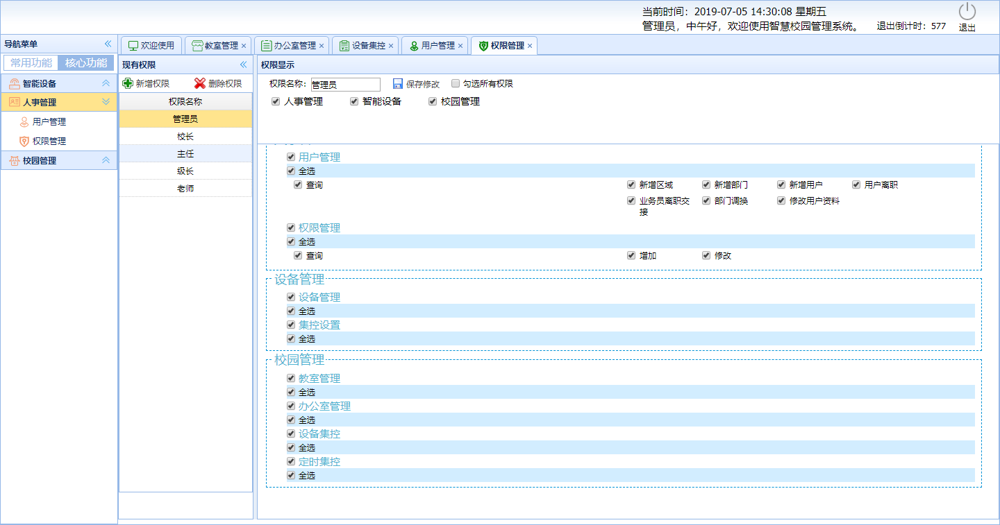 当前时间：2019-07-05 14:30:08 星期五
管理员，中午好，欢迎使用智慧校园管理系统。 退出倒计时：577 退出
导航菜单
常用功能 核心功能
智能设备
人事管理
用户管理
权限管理
校园管理
欢迎使用 教室管理 办公室管理 设备集控 用户管理 权限管理
现有权限
新增权限 删除权限
权限名称
管理员
校长
主任
级长
老师
权限显示
权限名称： 管理员 保存修改 勾选所有权限
人事管理 智能设备 校园管理
用户管理
全选
查询 新增区域 新增部门 新增用户 用户离职
业务员离职交
接 部门调换 修改用户资料
权限管理
全选
查询 增加 修改
设备管理
设备管理
全选
集控设置
全选
校园管理
教室管理
全选
办公室管理
全选
设备集控
全选
定时集控
全选